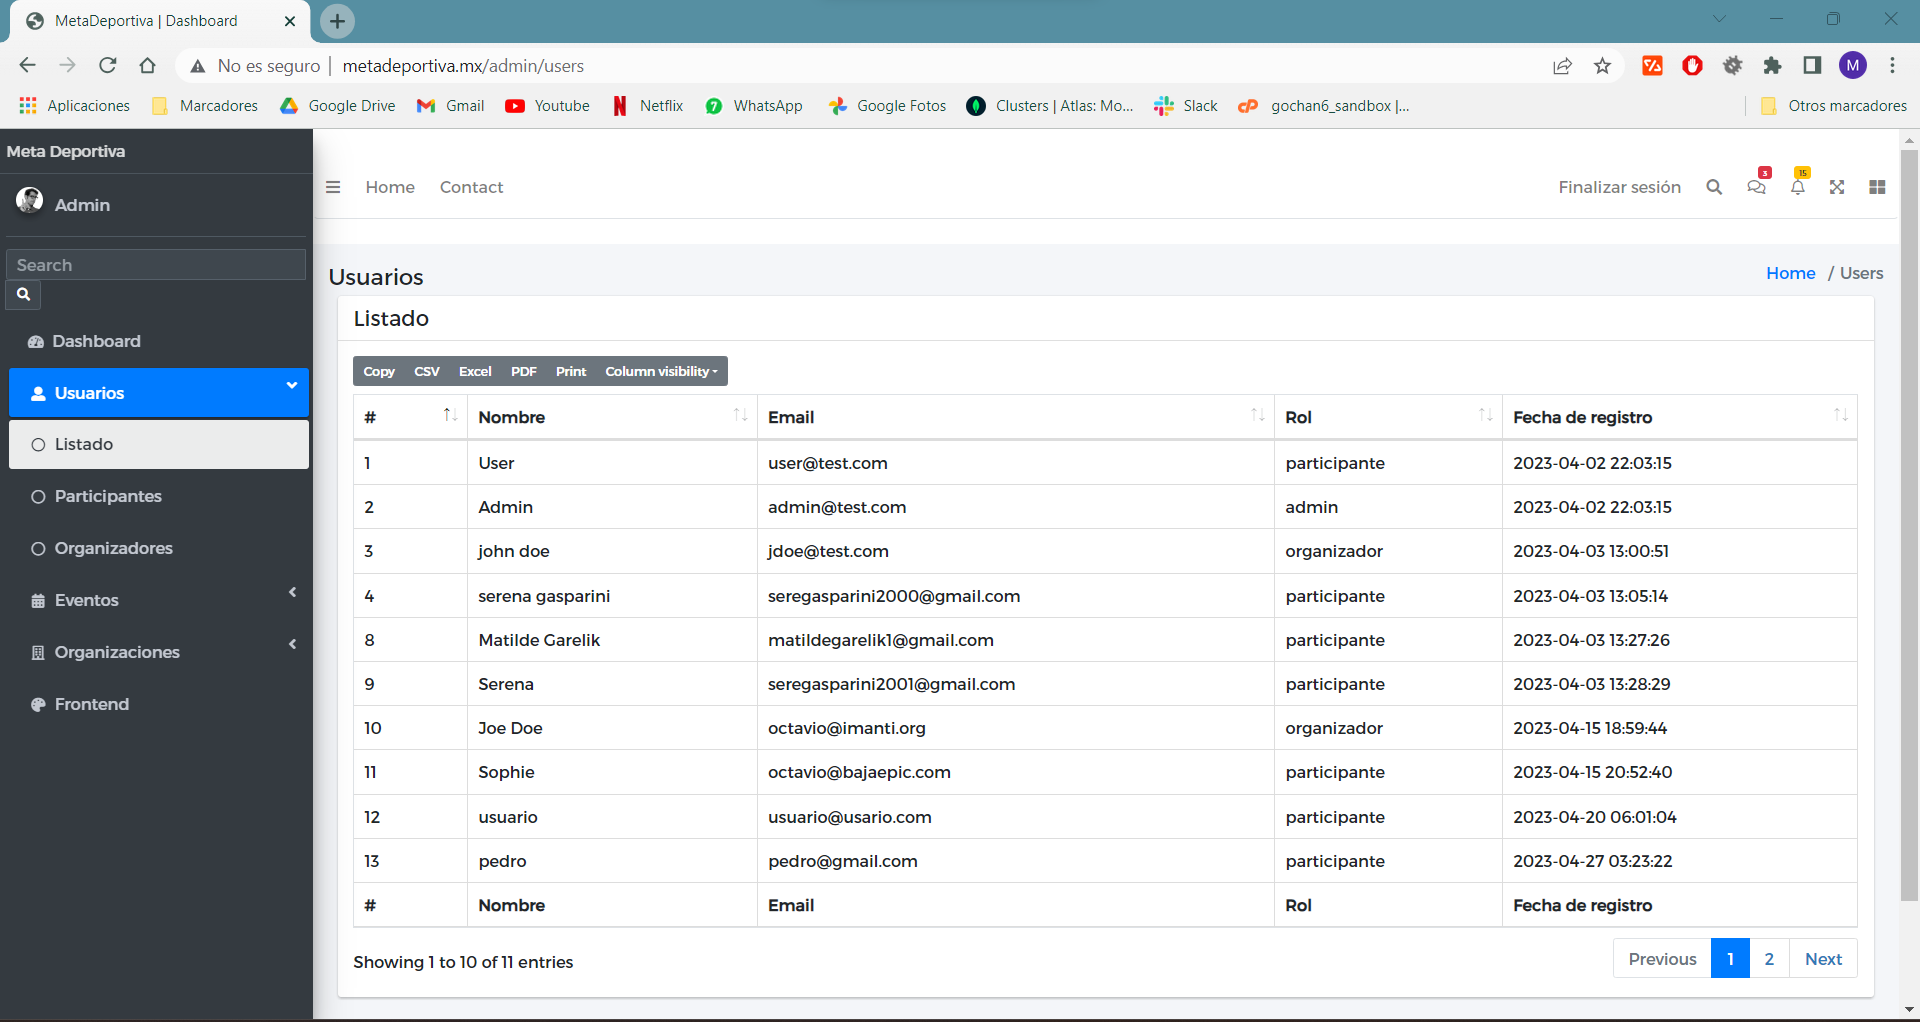 MetaDeportiva | Dashboard
No es seguro | metadeportiva.mx/admin/users
M
Aplicaciones Marcadores Google Drive Gmail Youtube Netflix WhatsApp Google Fotos Clusters | Atlas: Mo... Slack gochan6_sandbox |... Otros marcadores
Meta Deportiva
Admin
Search
Dashboard
Usuarios
Listado
Participantes
Organizadores
Eventos
Organizaciones
Frontend
Home Contact Finalizar sesión 3 15
Usuarios Home / Users
Listado
Copy CSV Excel PDF Print Column visibility
# Nombre Email Rol Fecha de registro
1 User user@test.com participante 2023-04-02 22:03:15
2 Admin admin@test.com admin 2023-04-02 22:03:15
3 john doe jdoe@test.com organizador 2023-04-03 13:00:51
4 serena gasparini seregasparini2000@gmail.com participante 2023-04-03 13:05:14
8 Matilde Garelik matildegarelik1@gmail.com participante 2023-04-03 13:27:26
9 Serena seregasparini2001@gmail.com participante 2023-04-03 13:28:29
10 Joe Doe octavio@imanti.org organizador 2023-04-15 18:59:44
11 Sophie octavio@bajaepic.com participante 2023-04-15 20:52:40
12 usuario usuario@usario.com participante 2023-04-20 06:01:04
13 pedro pedro@gmail.com participante 2023-04-27 03:23:22
# Nombre Email Rol Fecha de registro
Showing 1 to 10 of 11 entries Previous 1 2 Next